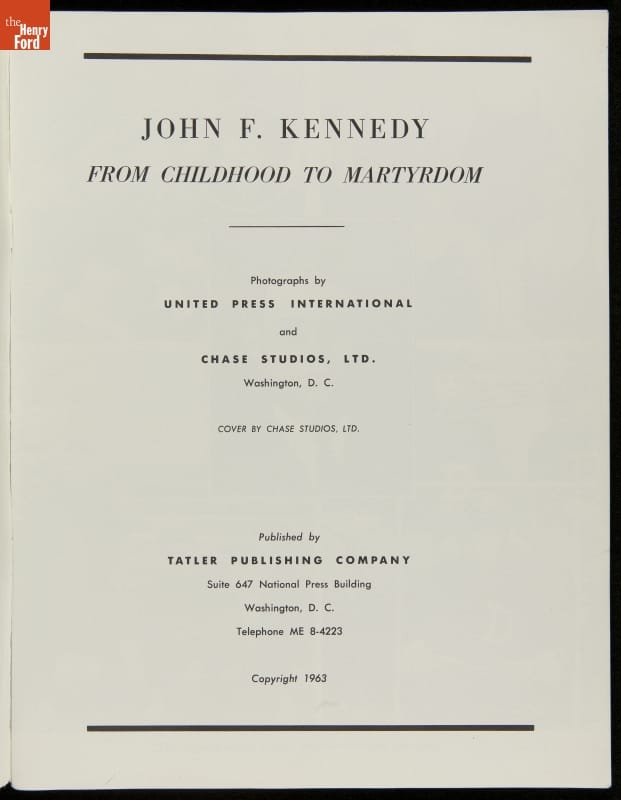 the
Henry
Ford
JOHN F. KENNEDY
FROM CHILDHOOD TO MARTYRDOM
Photographs by
UNITED PRESS INTERNATIONAL
and
CHASE STUDIOS, LTD.
Washington, D. C.
COVER BY CHASE STUDIOS, LTD.
Published by
TATLER PUBLISHING COMPANY
Suite 647 National Press Building
Washington, D. C.
Telephone ME 8-4223
Copyright 1963